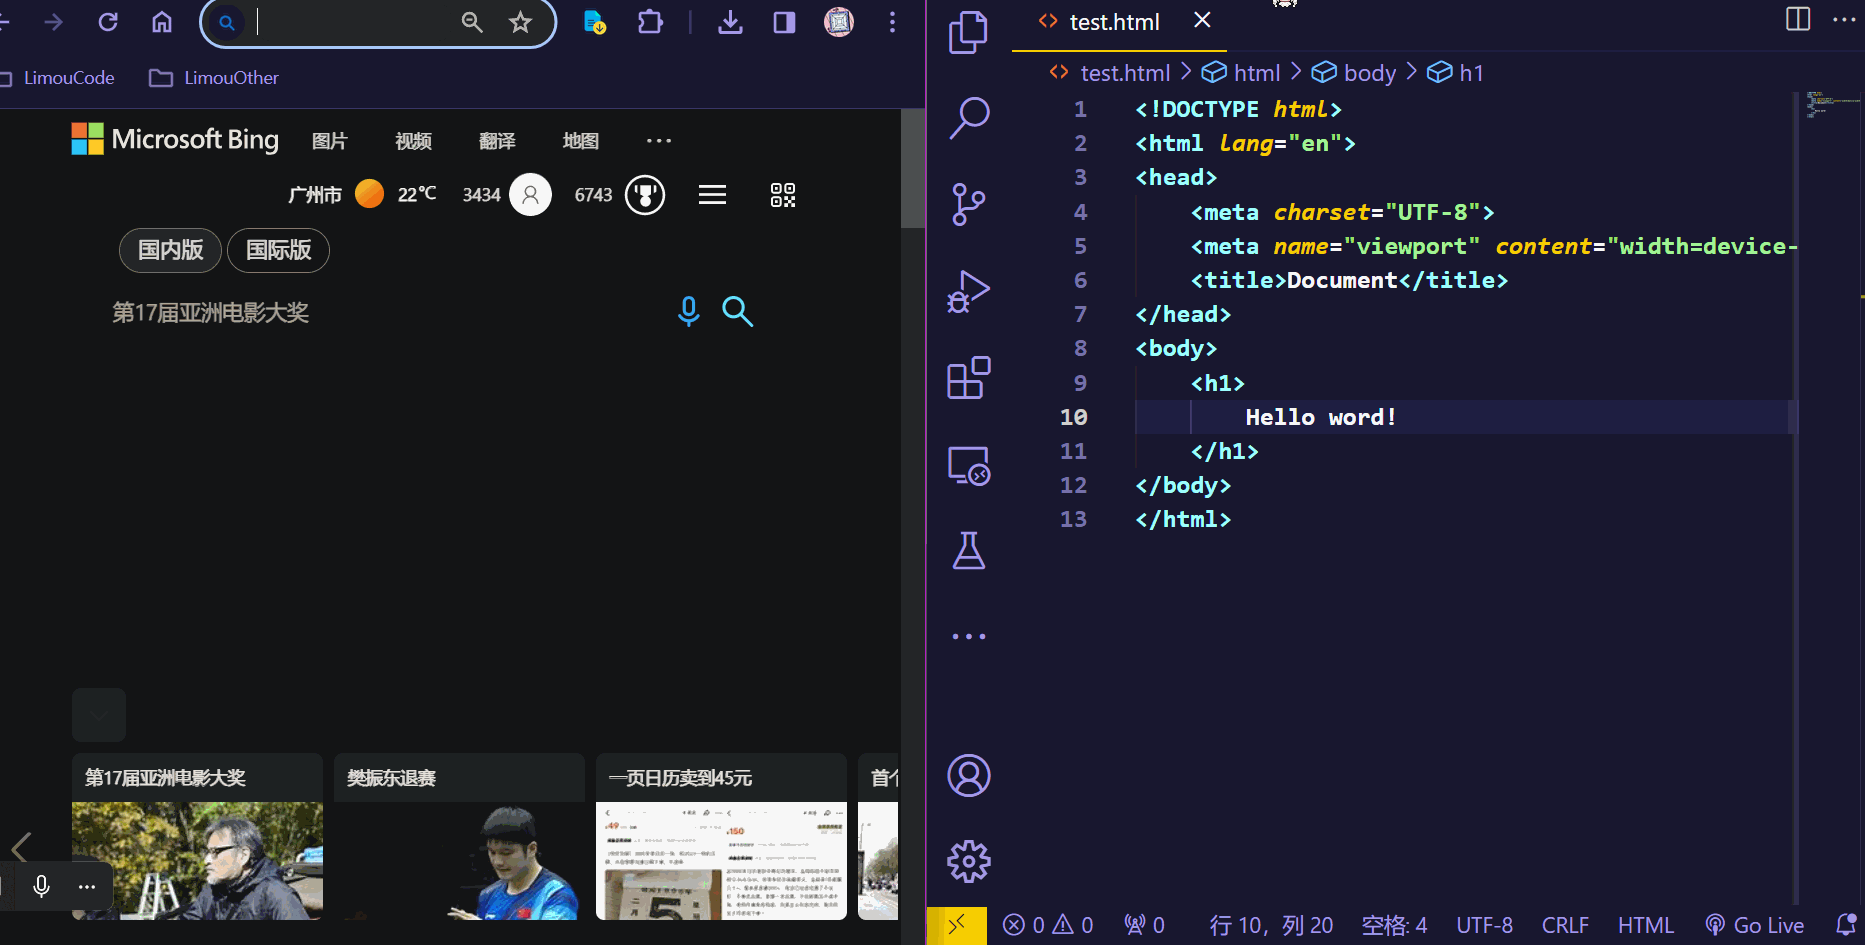 LimouCode LimouOther
Microsoft Bing 图片 视频 翻译 地图
广州市 22℃ 3434 6743
国内版 国际版
第17届亚洲电影大奖
第17届亚洲电影大奖 樊振东退赛 一页日历卖到45元 首个
test.html
test.html html body h1
1 <!DOCTYPE html>
2 <html lang="en">
3 <head>
4 <meta charset="UTF-8">
5 <meta name="viewport" content="width=device-
6 <title>Document</title>
7 </head>
8 <body>
9 <h1>
10 Hello word!
11 </h1>
12 </body>
13 </html>
0 0 0 行 10，列 20 空格: 4 UTF-8 CRLF HTML Go Live